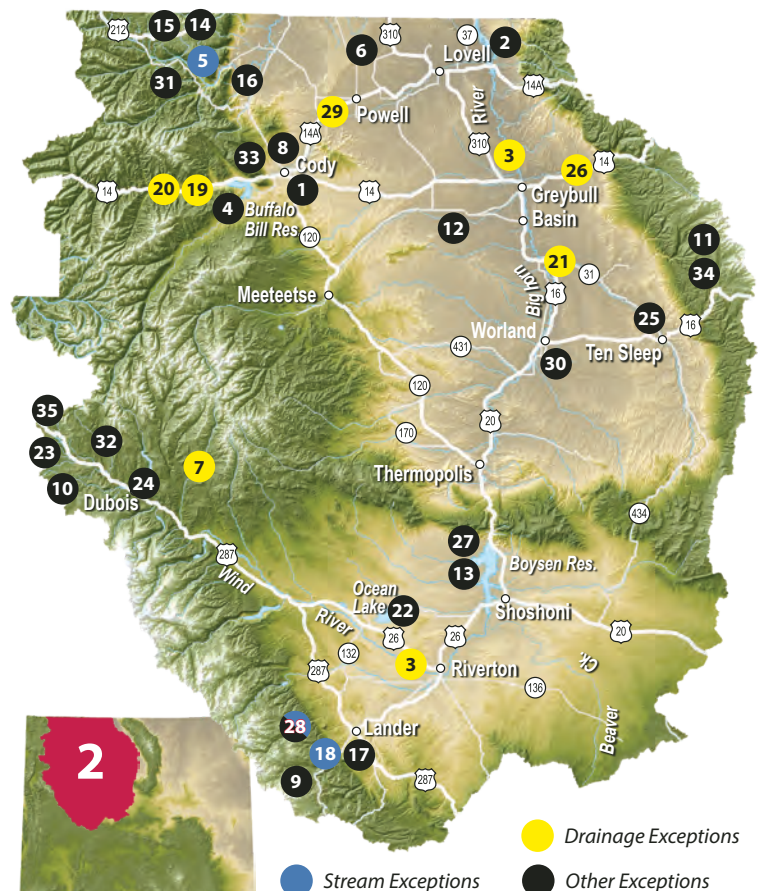 212
15
14
310
37
2
5
6
Lovell
31
16
14A
29
Powell
River
14A
310
8
3
33
Cody
26
14
14
20
19
1
14
Greybull
4
Buffalo
Bill Res.
Basin
12
11
120
21
31
34
Meeteetse
Big Horn
16
25
16
Worland
431
Ten Sleep
30
120
35
20
32
170
23
7
Thermopolis
10
24
Dubois
434
27
287
Boysen Res.
13
Wind
Ocean
Lake
22
Shoshoni
River
26
26
20
132
3
Riverton
Ck.
287
136
28
Lander
Beaver
18
17
2
9
287
Drainage Exceptions
Stream Exceptions
Other Exceptions